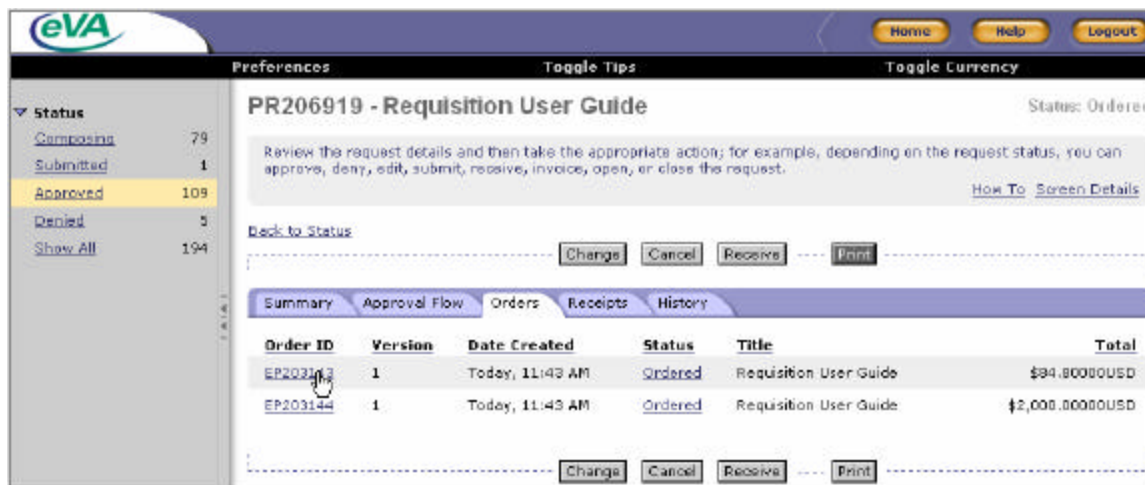 eVA
Home Help Logout
Preferences Toggle Tips Toggle Currency
Status
Composing 79
Submitted 1
Approved 109
Denied 5
Show All 194
PR206919 - Requisition User Guide
Status: Ordered
Review the request details and then take the appropriate action; for example, depending on the request status, you can
approve, deny, edit, submit, receive, invoice, open, or close the request.
How To Screen Details
Back to Status
Change Cancel Receive Print
Summary Approval Flow Orders Receipts History
Order ID Version Date Created Status Title Total
EP203143 1 Today, 11:43 AM Ordered Requisition User Guide $84.80000USD
EP203144 1 Today, 11:43 AM Ordered Requisition User Guide $2,000.00000USD
Change Cancel Receive Print